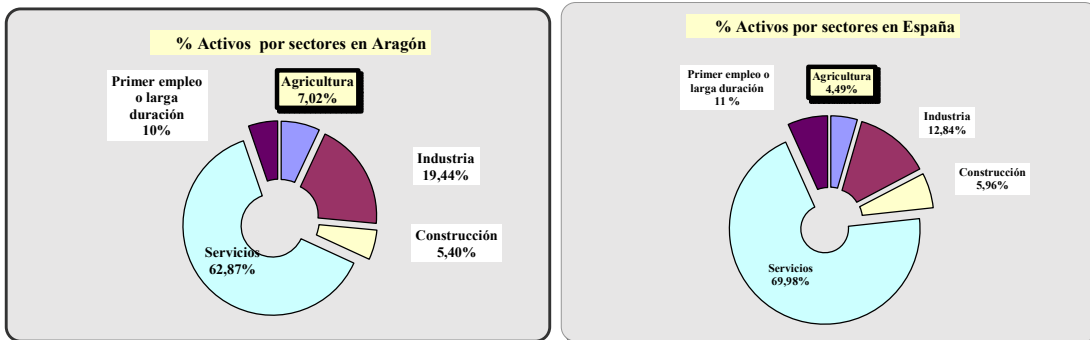 % Activos por sectores en Aragón
Primer empleo o
o larga
duración
10%
Agricultura
7,02%
Industria
19,44%
Construcción
5,40%
Servicios
62,87%
% Activos por sectores en España
Primer empleo o
larga duración
11 %
Agricultura
4,49%
Industria
12,84%
Construcción
5,96%
Servicios
69,98%